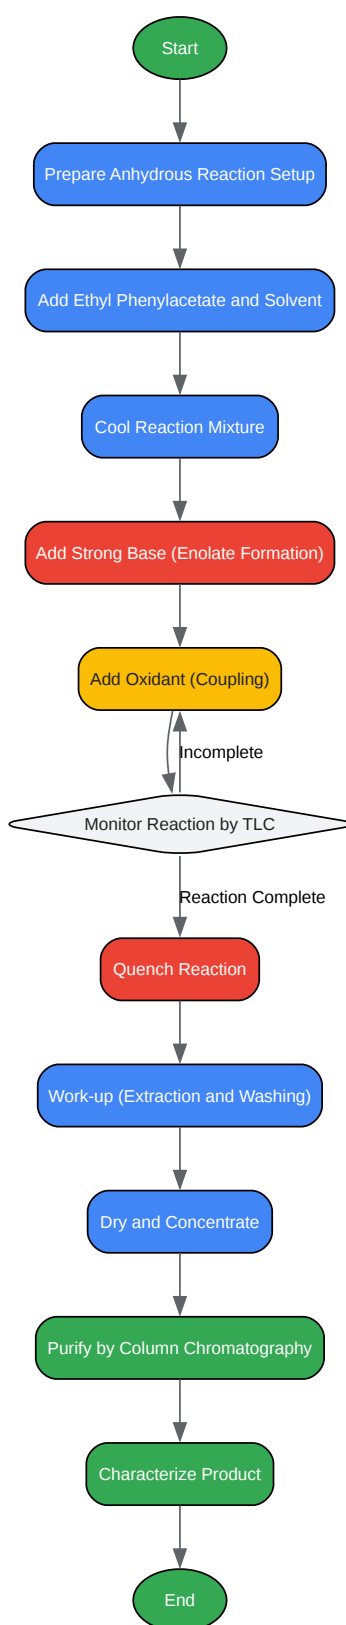 Start
Prepare Anhydrous Reaction Setup
Add Ethyl Phenylacetate and Solvent
Cool Reaction Mixture
Add Strong Base (Enolate Formation)
Add Oxidant (Coupling)
Incomplete
Monitor Reaction by TLC
Reaction Complete
Quench Reaction
Work-up (Extraction and Washing)
Dry and Concentrate
Purify by Column Chromatography
Characterize Product
End